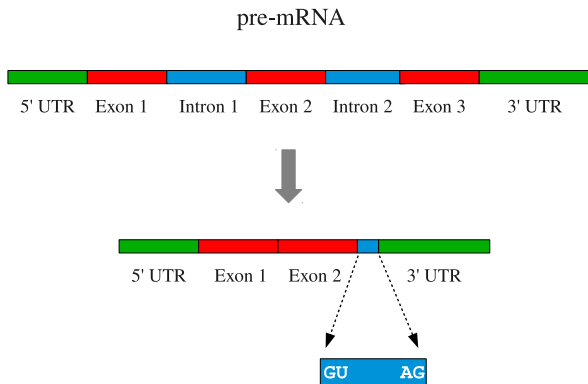 pre-mRNA
5' UTR Exon 1 Intron 1 Exon 2 Intron 2 Exon 3 3' UTR
5' UTR Exon 1 Exon 2 3' UTR
GU AG